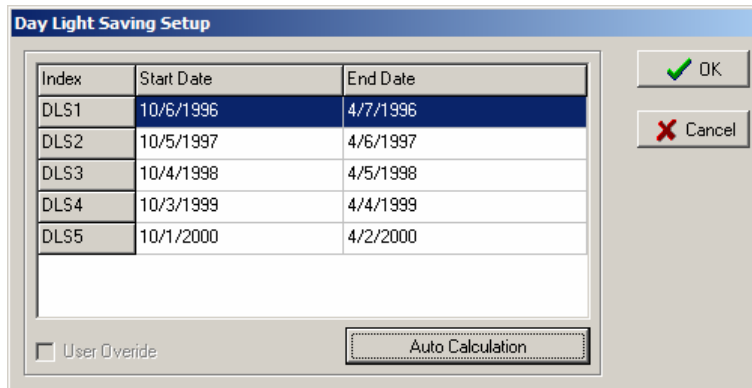 Day Light Saving Setup
Index Start Date End Date
DLS1 10/6/1996 4/7/1996
DLS2 10/5/1997 4/6/1997
DLS3 10/4/1998 4/5/1998
DLS4 10/3/1999 4/4/1999
DLS5 10/1/2000 4/2/2000
User Overide
Auto Calculation
OK
Cancel